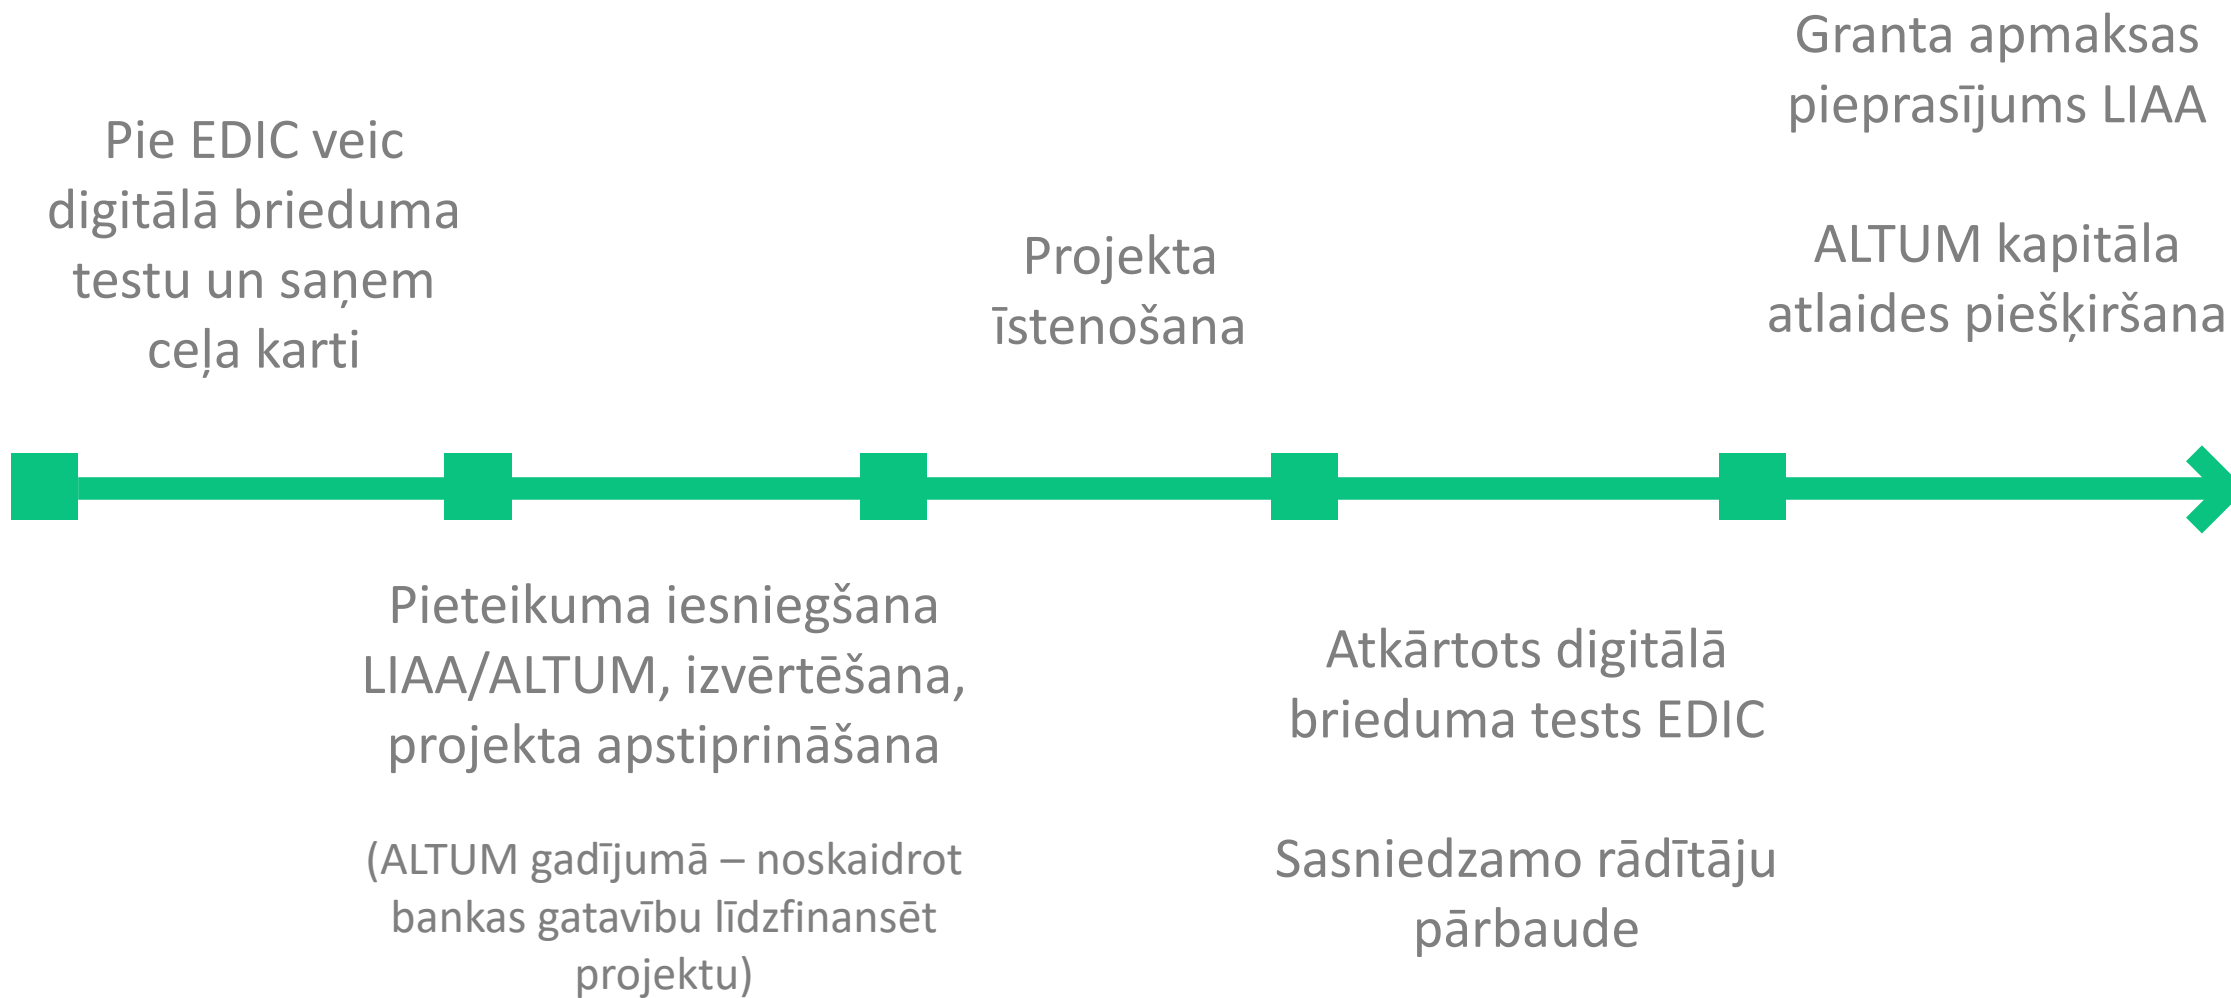 Pie EDIC veic
digitālā brieduma
testu un saņem
ceļa karti
Pieteikuma iesniegšana
LIAA/ALTUM, izvērtēšana,
projekta apstiprināšana
(ALTUM gadījumā – noskaidrot
bankas gatavību līdzfinansēt
projektu)
Projekta
īstenošana
Atkārtots digitālā
brieduma tests EDIC
Sasniedzamo rādītāju
pārbaude
Granta apmaksas
pieprasījums LIAA
ALTUM kapitāla
atlaides piešķiršana